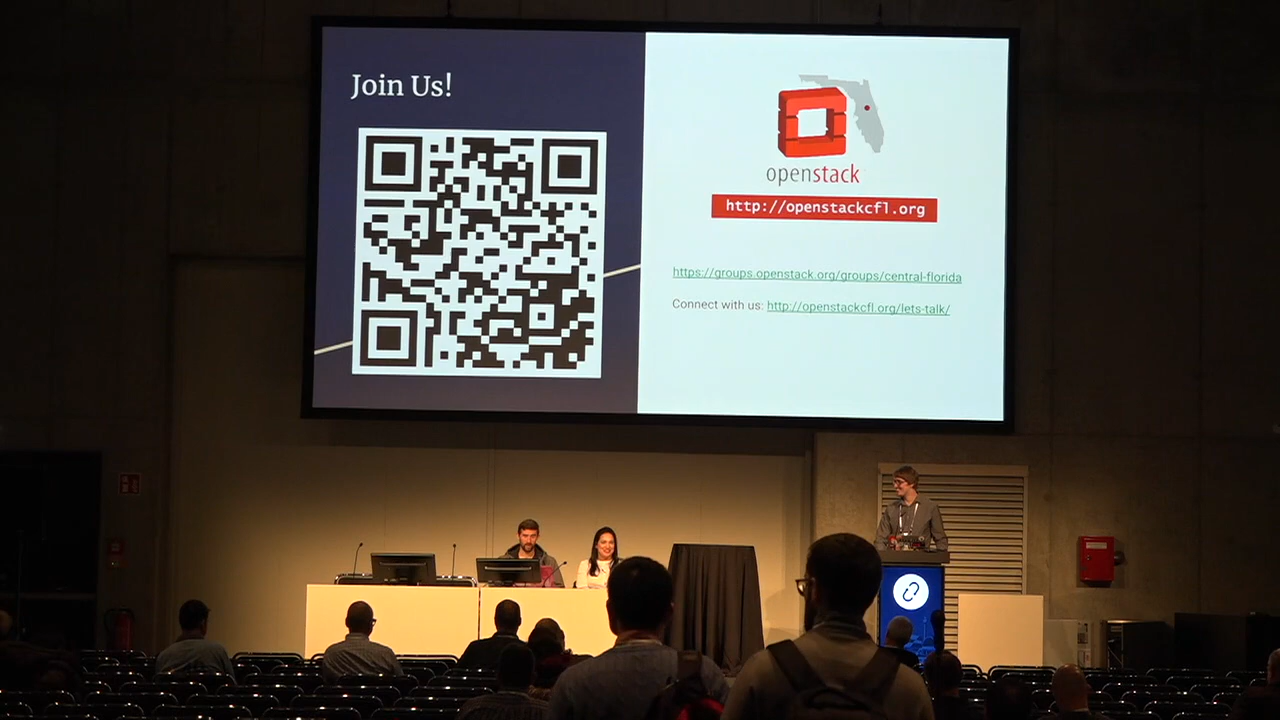 Join Us!
openstack
http://openstackcfl.org
https://groups.openstack.org/groups/central-florida
Connect with us: http://openstackcfl.org/lets-talk/